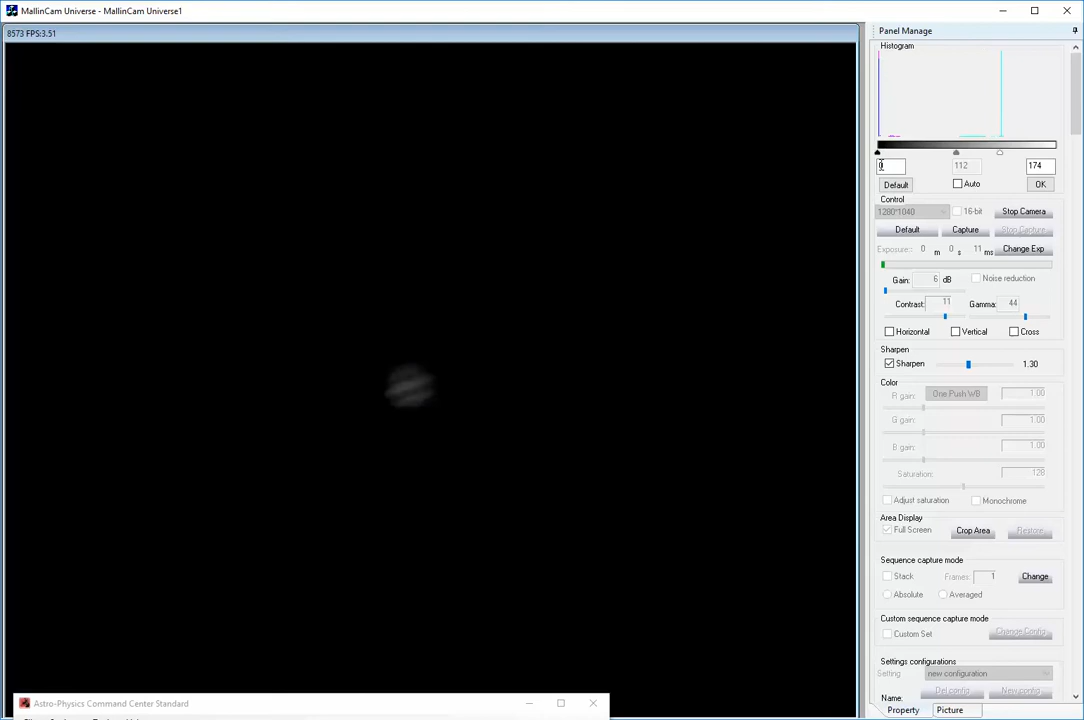 MallinCam Universe - MallinCam Universe1
8573 FPS:3.51
Panel Manage
Histogram
0 112 174
Default Auto OK
Control
1280*1040 16-bit Stop Camera
Default Capture Stop Capture
Exposure:: 0 m 0 s 11 ms Change Exp
Gain: 6 dB Noise reduction
Contrast: 11 Gamma: 44
Horizontal Vertical Cross
Sharpen
Sharpen 1.30
Color
R gain: One Push WB 1.00
G gain: 1.00
B gain: 1.00
Saturation: 128
Adjust saturation Monochrome
Area Display
Full Screen Crop Area Restore
Sequence capture mode
Stack Frames: 1 Change
Absolute Averaged
Custom sequence capture mode
Custom Set Change Config
Settings configurations
Setting new configuration
Name: Del config New config
Property Picture
Astro-Physics Command Center Standard